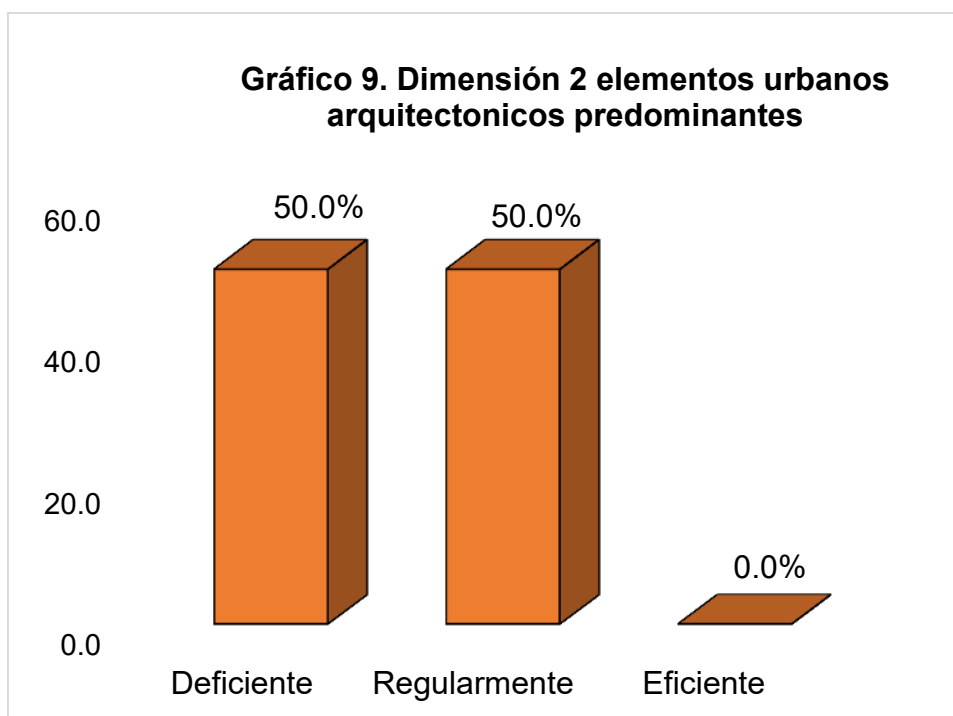 Gráfico 9. Dimensión 2 elementos urbanos
arquitectonicos predominantes
60.0
40.0
20.0
0.0
50.0%
50.0%
0.0%
Deficiente
Regularmente
Eficiente